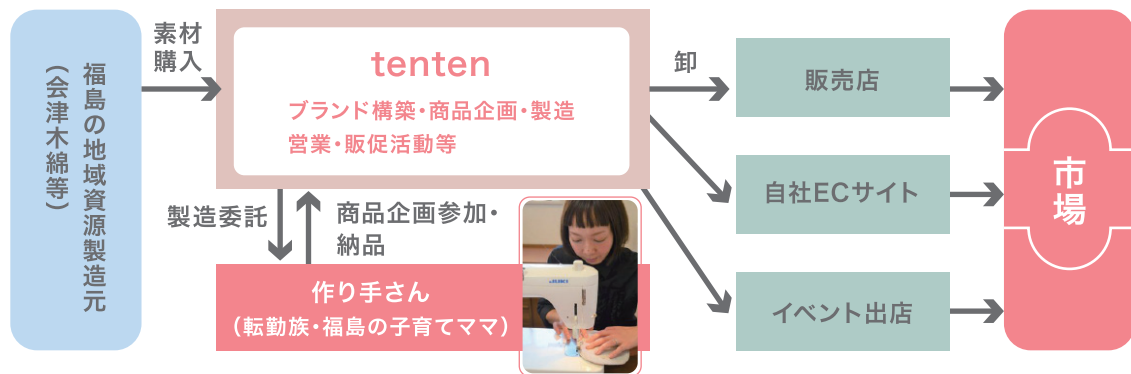 福島の地域資源製造元
（会津木綿等）
素材
購入
tenten
ブランド構築・商品企画・製造
営業・販促活動等
製造委託
商品企画参加・
納品
作り手さん
（転勤族・福島の子育てママ）
JUKI
卸
販売店
自社ECサイト
イベント出店
市場